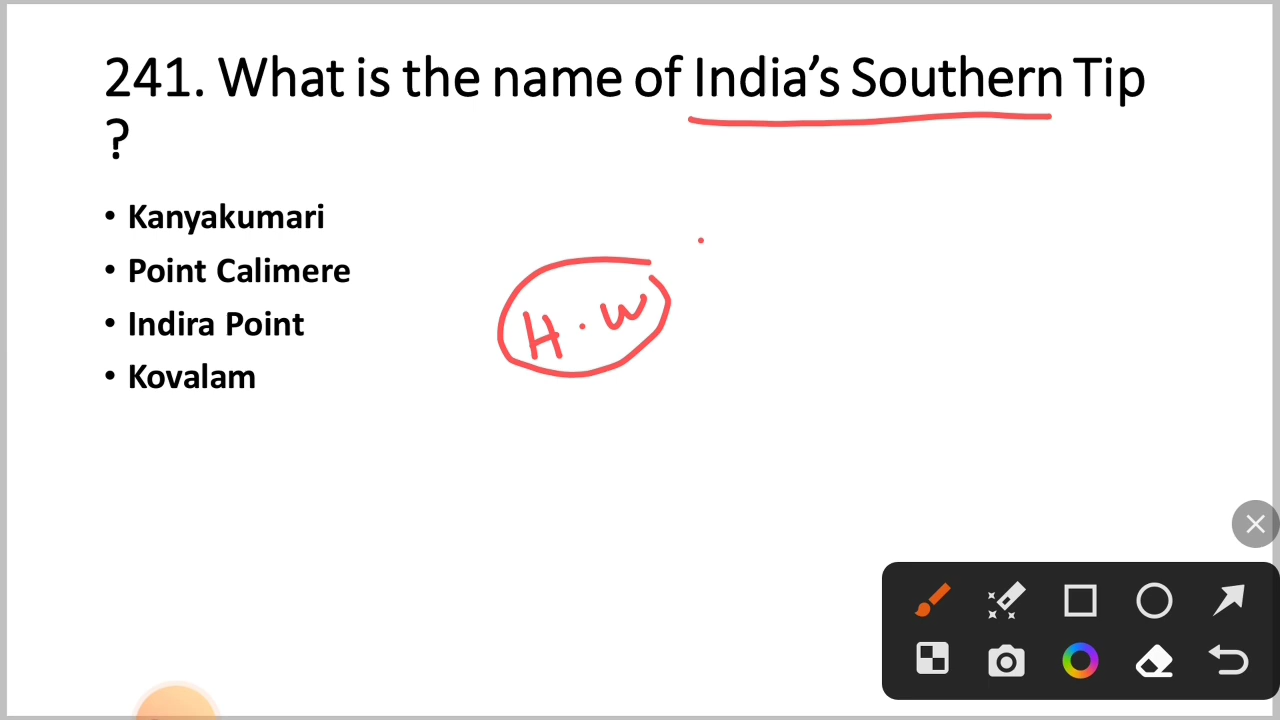 241. What is the name of India’s Southern Tip
?
• Kanyakumari
• Point Calimere
• Indira Point
• Kovalam
H.W